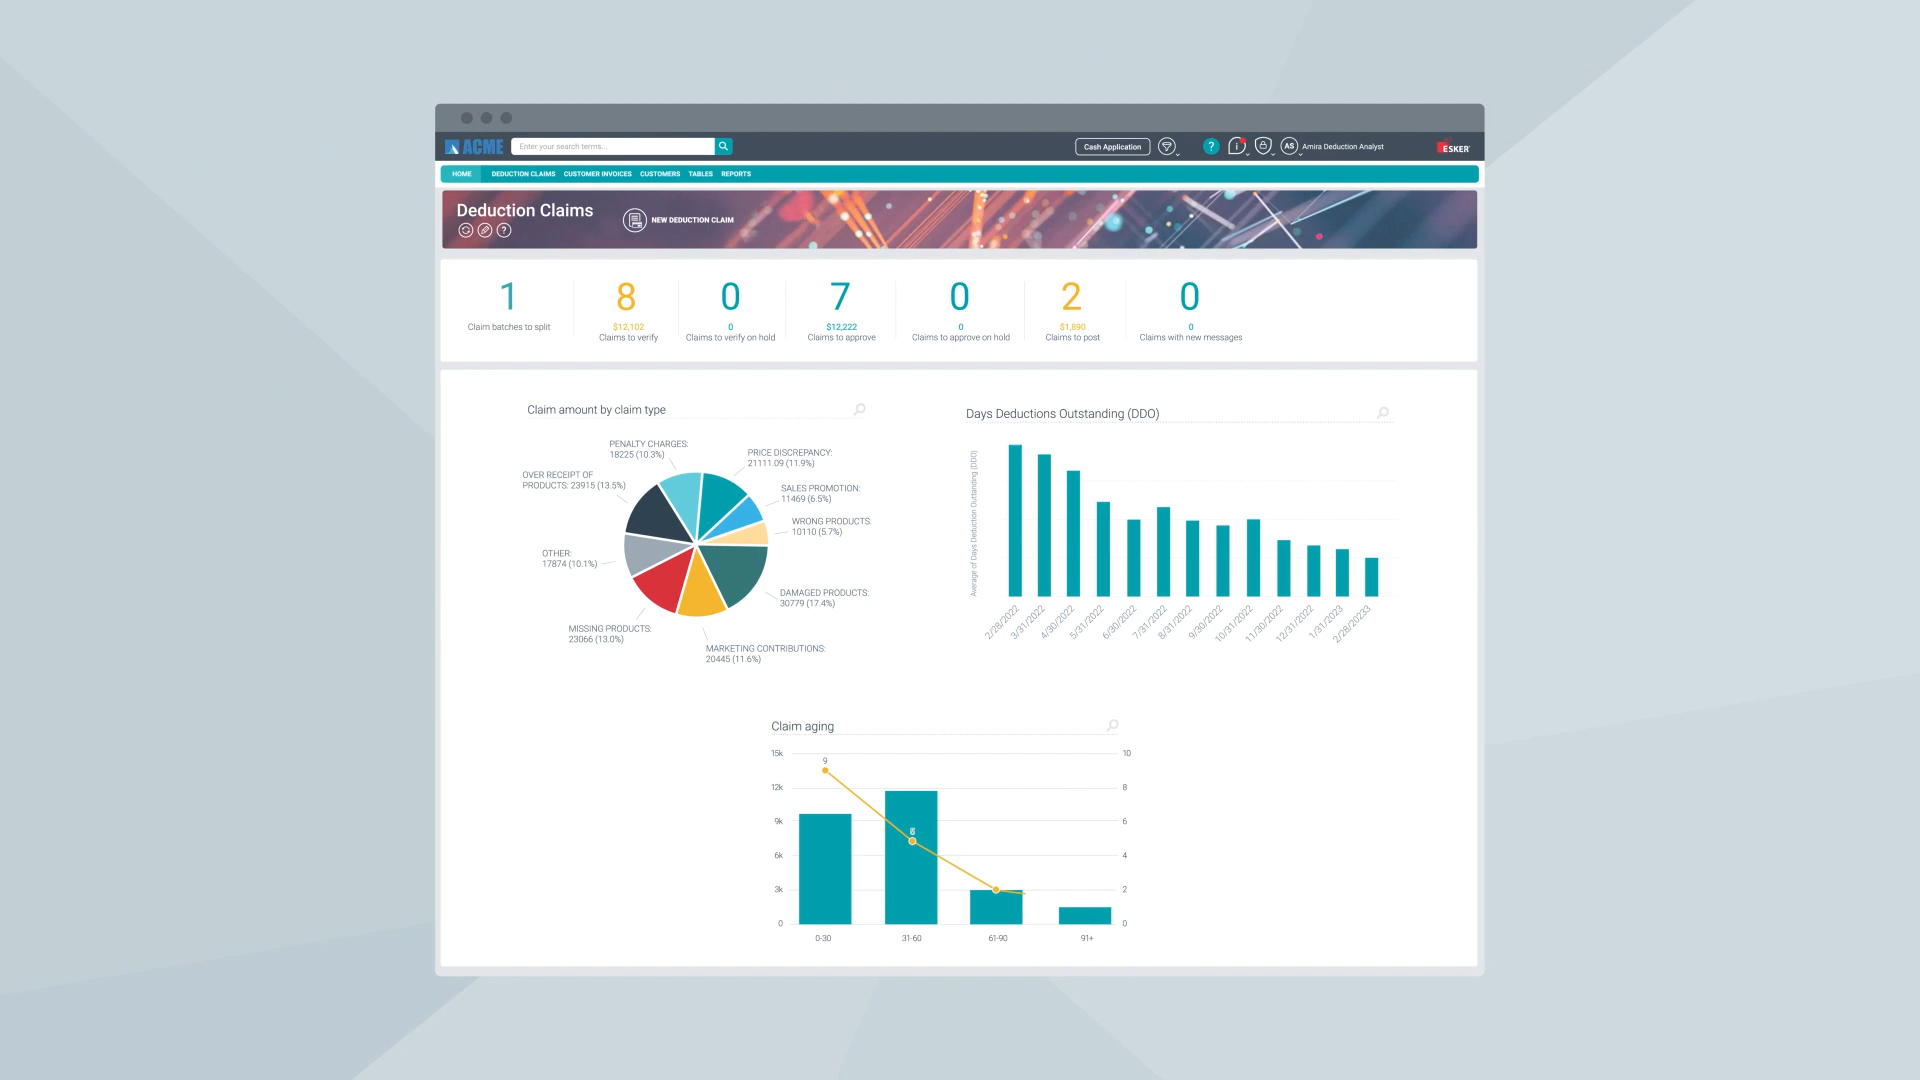 ACME
Enter your search terms...
Cash Application
?
i
AS
Amira Deduction Analyst
ESKER
HOME
DEDUCTION CLAIMS
CUSTOMER INVOICES
CUSTOMERS
TABLES
REPORTS
Deduction Claims
?
NEW DEDUCTION CLAIM
1
Claim batches to split
8
$12,102
Claims to verify
0
0
Claims to verify on hold
7
$12,222
Claims to approve
0
0
Claims to approve on hold
2
$1,890
Claims to post
0
0
Claims with new messages
Claim amount by claim type
PENALTY CHARGES:
18225 (10.3%)
PRICE DISCREPANCY:
21111.09 (11.9%)
OVER RECEIPT OF
PRODUCTS: 23915 (13.5%)
SALES PROMOTION:
11469 (6.5%)
WRONG PRODUCTS:
10110 (5.7%)
OTHER:
17874 (10.1%)
DAMAGED PRODUCTS:
30779 (17.4%)
MISSING PRODUCTS:
23066 (13.0%)
MARKETING CONTRIBUTIONS:
20445 (11.6%)
Days Deductions Outstanding (DDO)
Average of Days Deduction Outtanding (DDO)
2/28/2022
3/31/2022
4/30/2022
5/31/2022
6/30/2022
7/31/2022
8/31/2022
9/30/2022
10/31/2022
11/30/2022
12/31/2022
1/31/2023
2/28/20233
Claim aging
15k
12k
9k
6k
3k
0
10
8
6
4
2
0
9
0-30
31-60
61-90
91+